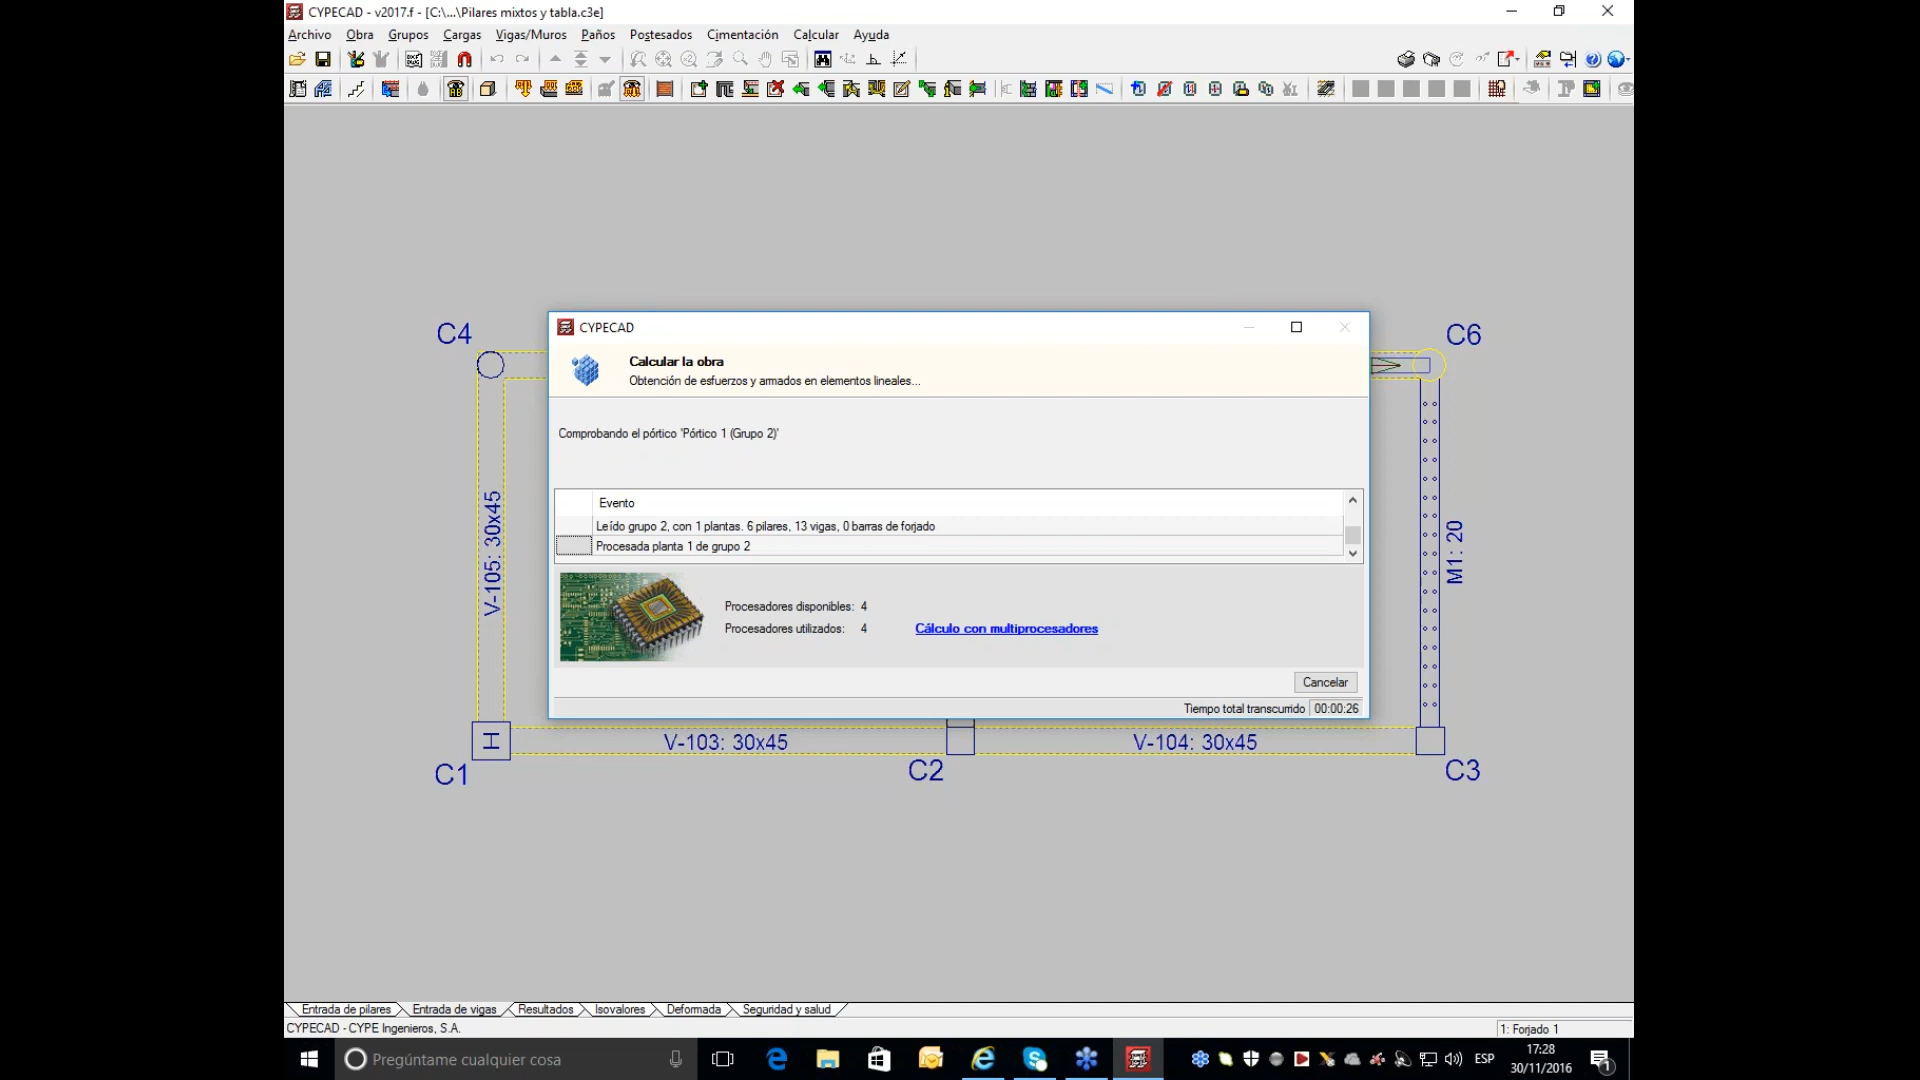 CYPECAD - v2017.f - [C:\...\Pilares mixtos y tabla.c3e]
Archivo Obra Grupos Cargas Vigas/Muros Paños Postesados Cimentación Calcular Ayuda
C4
C6
CYPECAD
Calcular la obra
Obtención de esfuerzos y armados en elementos lineales...
Comprobando el pórtico 'Pórtico 1 (Grupo 2)'
Evento
Leído grupo 2, con 1 plantas. 6 pilares, 13 vigas, 0 barras de forjado
Procesada planta 1 de grupo 2
V-105: 30x45
M1: 20
Procesadores disponibles: 4
Procesadores utilizados: 4
Cálculo con multiprocesadores
Cancelar
Tiempo total transcurrido 00:00:26
V-103: 30x45
V-104: 30x45
C1
C2
C3
Entrada de pilares Entrada de vigas Resultados Isovalores Deformada Seguridad y salud
CYPECAD - CYPE Ingenieros, S.A.
1: Forjado 1
Pregúntame cualquier cosa
ESP
17:28
30/11/2016
1